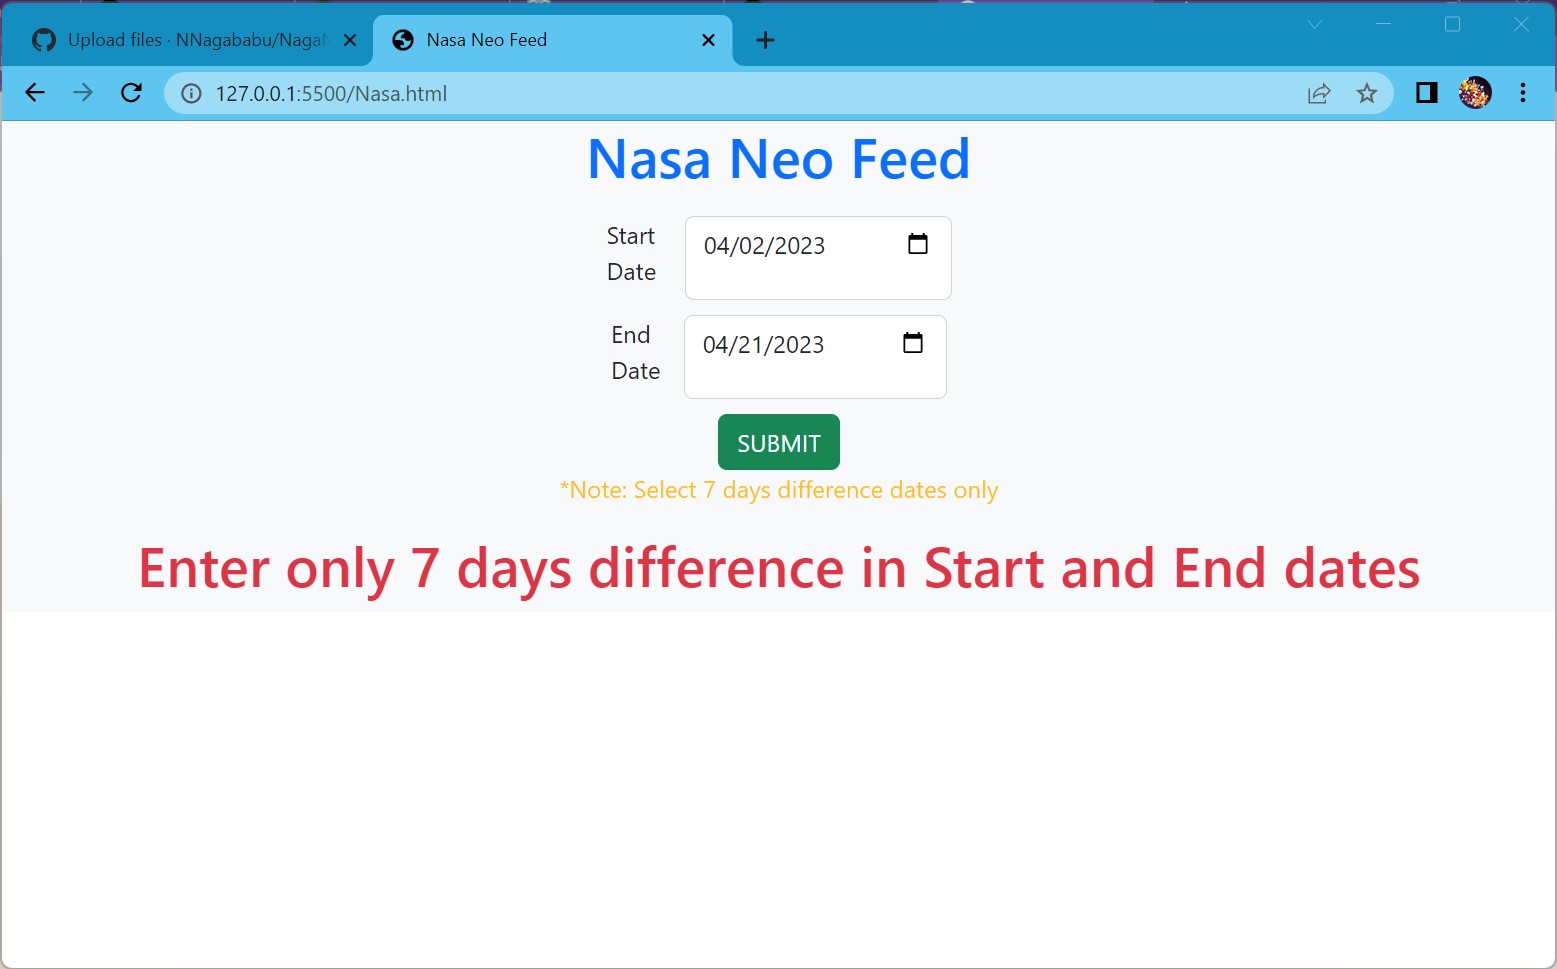 Upload files · NNagababu/NagaN
Nasa Neo Feed
127.0.0.1:5500/Nasa.html
Nasa Neo Feed
Start
Date
04/02/2023
End
Date
04/21/2023
SUBMIT
*Note: Select 7 days difference dates only
Enter only 7 days difference in Start and End dates